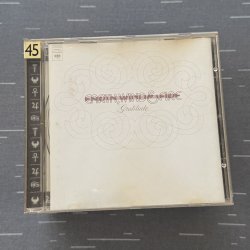 45
EARTH, WIND & FIRE
Gratitude